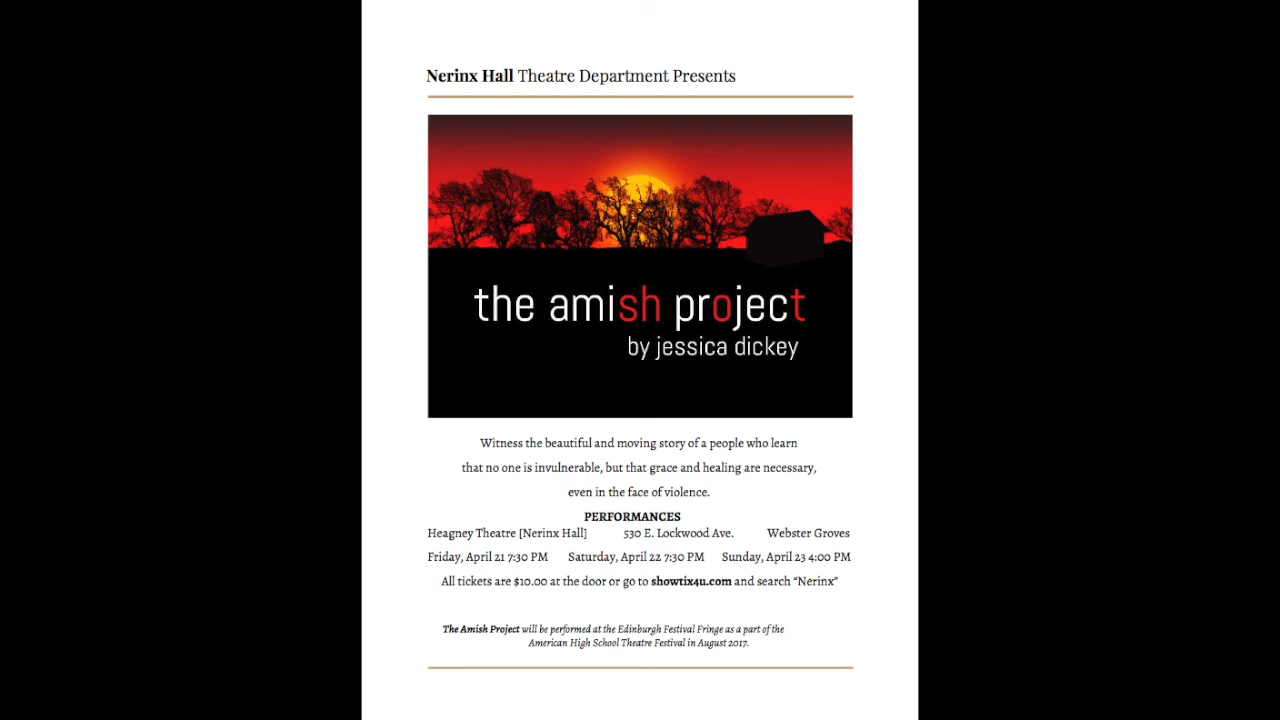 Nerinx Hall Theatre Department Presents
the amish project
by jessica dickey
Witness the beautiful and moving story of a people who learn
that no one is invulnerable, but that grace and healing are necessary,
even in the face of violence.
PERFORMANCES
Heagney Theatre [Nerinx Hall] 530 E. Lockwood Ave. Webster Groves
Friday, April 21 7:30 PM Saturday, April 22 7:30 PM Sunday, April 23 4:00 PM
All tickets are $10.00 at the door or go to showtix4u.com and search “Nerinx”
The Amish Project will be performed at the Edinburgh Festival Fringe as a part of the
American High School Theatre Festival in August 2017.